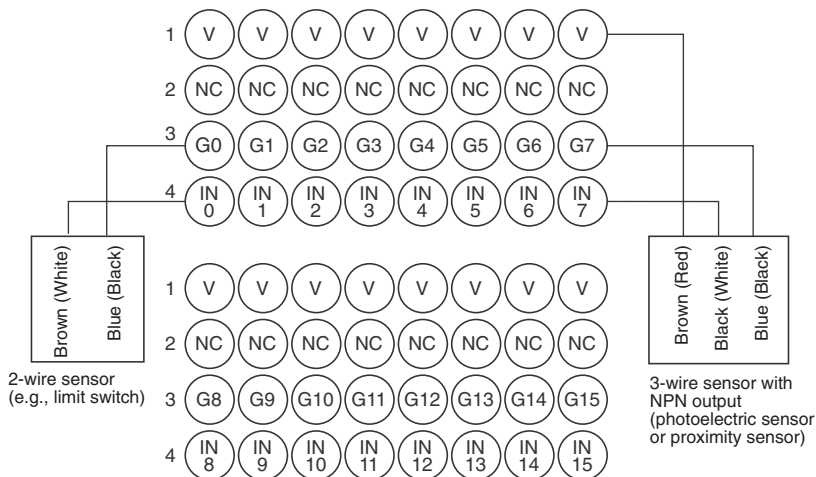 1 V V V V V V V V
2 NC NC NC NC NC NC NC NC
3 G0 G1 G2 G3 G4 G5 G6 G7
4 IN 0 IN 1 IN 2 IN 3 IN 4 IN 5 IN 6 IN 7
Brown (White)
Blue (Black)
2-wire sensor
(e.g., limit switch)
Brown (Red)
Black (White)
Blue (Black)
3-wire sensor with
NPN output
(photoelectric sensor
or proximity sensor)
1 V V V V V V V V
2 NC NC NC NC NC NC NC NC
3 G8 G9 G10 G11 G12 G13 G14 G15
4 IN 8 IN 9 IN 10 IN 11 IN 12 IN 13 IN 14 IN 15